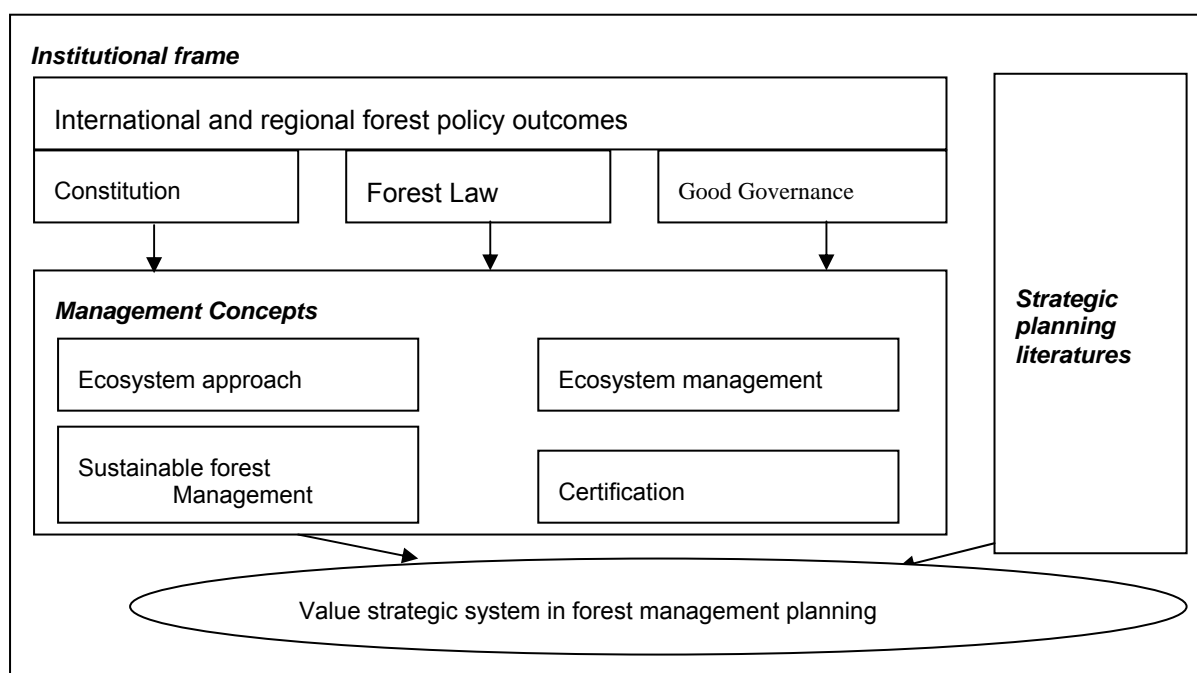 Institutional frame
International and regional forest policy outcomes
Constitution
Forest Law
Good Governance
Management Concepts
Ecosystem approach
Ecosystem management
Sustainable forest
Management
Certification
Strategic
planning
literatures
Value strategic system in forest management planning